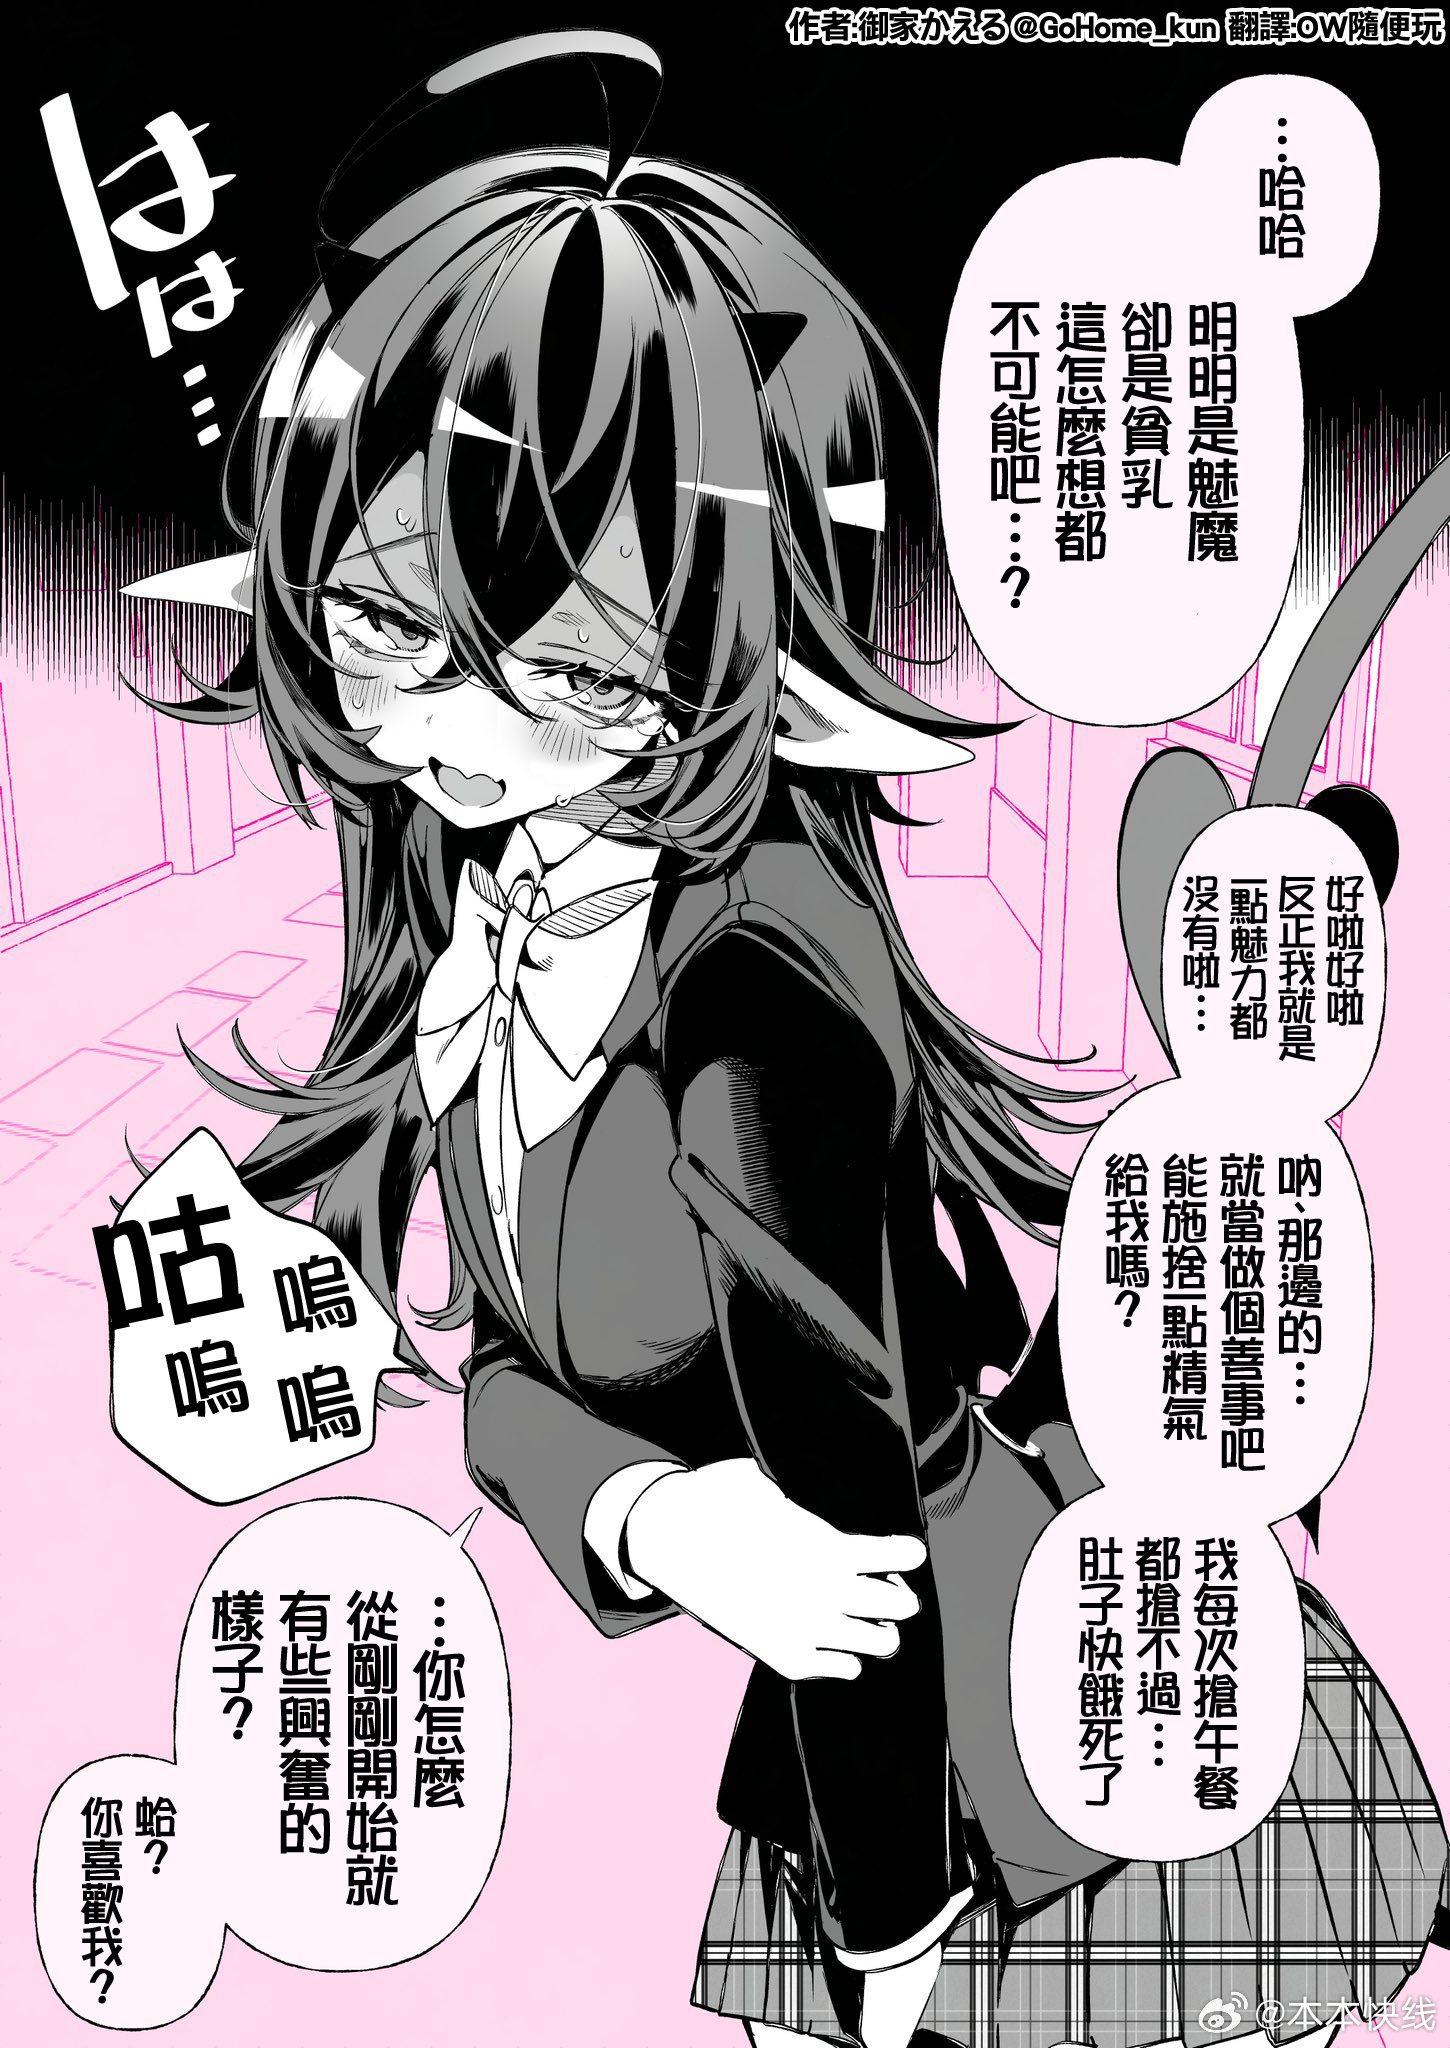 作者:御家かえる@GoHome_kun 翻譯:OW隨便玩
…哈哈
明明是魅魔
卻是貧乳
這怎麼想都
不可能吧…？
はは…
好啦好啦
反正我就是
一點魅力都
沒有啦…
吶、那邊的…
就當做個善事吧
能施捨一點精氣
給我嗎？
我每次搶午餐
都搶不過…
肚子快餓死了
咕
嗚
嗚
嗚
…你怎麼
從剛剛開始就
有些興奮的
樣子？
蛤？
你喜歡我？
@本本快线